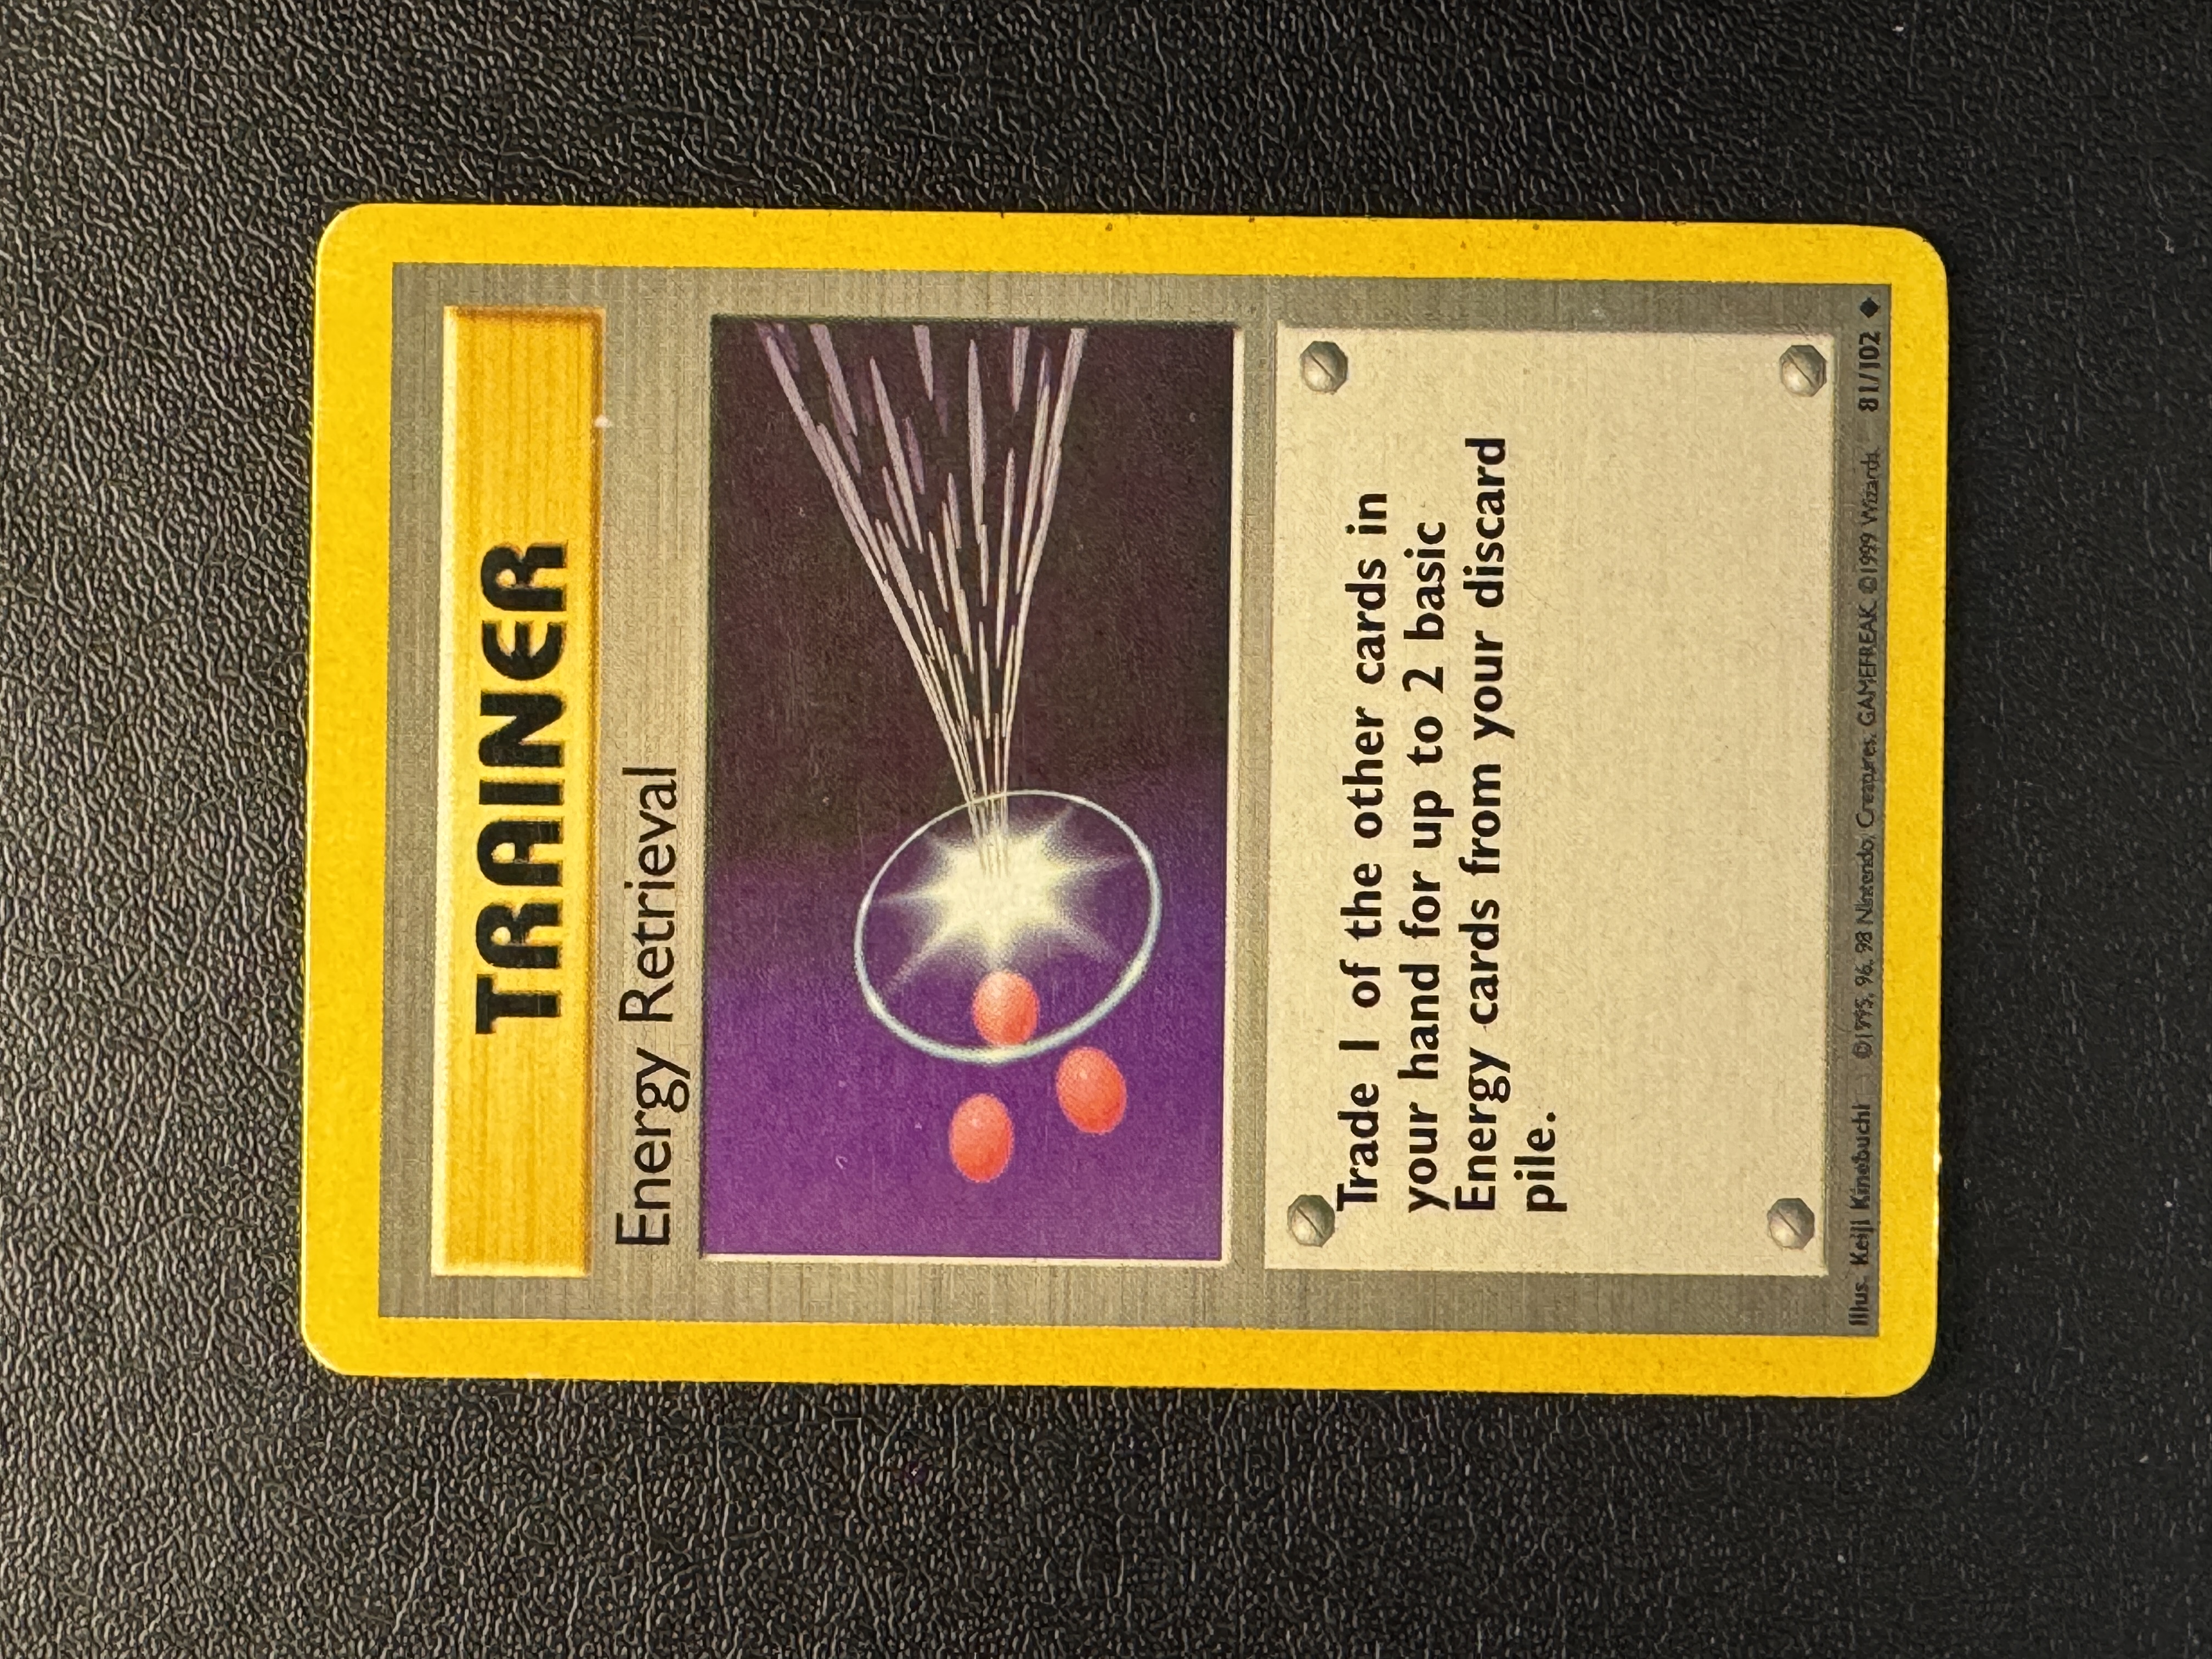 TRAINER
Energy Retrieval
Trade 1 of the other cards in
your hand for up to 2 basic
Energy cards from your discard
pile.
Illus. Keiji Kinebuchi ©1995, 96, 98 Nintendo, Creatures, GAMEFREAK. ©1999 Wizards. 81/102 ◆